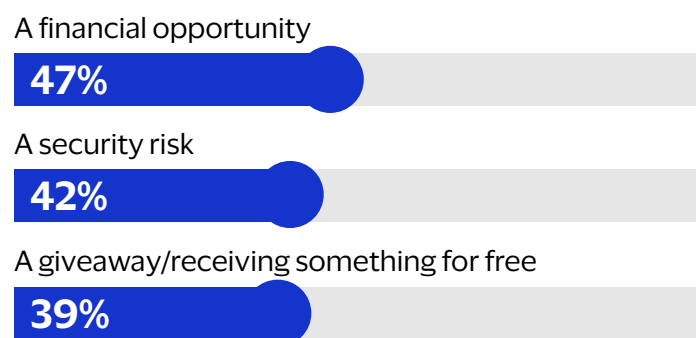 A financial opportunity
47%
A security risk
42%
A giveaway/receiving something for free
39%